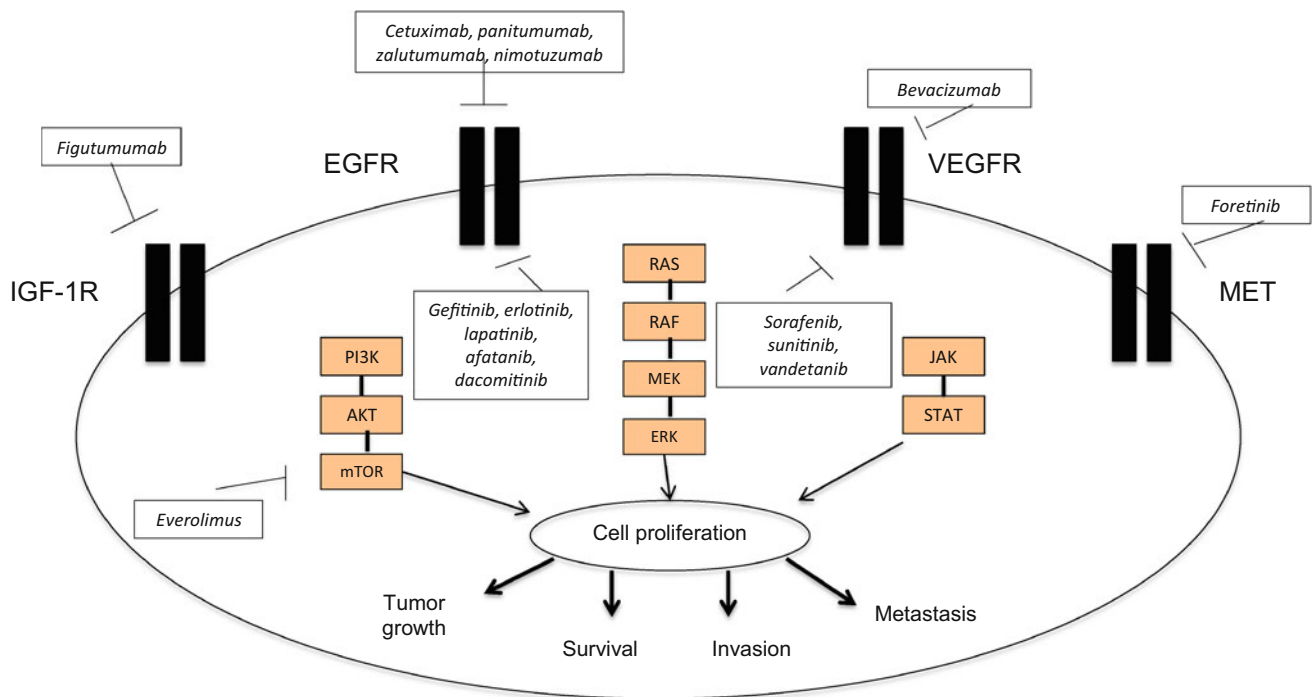 Cetuximab, panitumumab,
zalutumumab, nimotuzumab
Bevacizumab
Figutumumab
EGFR
VEGFR
Foretinib
IGF-1R
MET
RAS
RAF
MEK
ERK
Gefitinib, erlotinib,
lapatinib,
afatanib,
dacomitinib
Sorafenib,
sunitinib,
vandetanib
PI3K
AKT
mTOR
JAK
STAT
Everolimus
Cell proliferation
Tumor
growth
Survival
Invasion
Metastasis